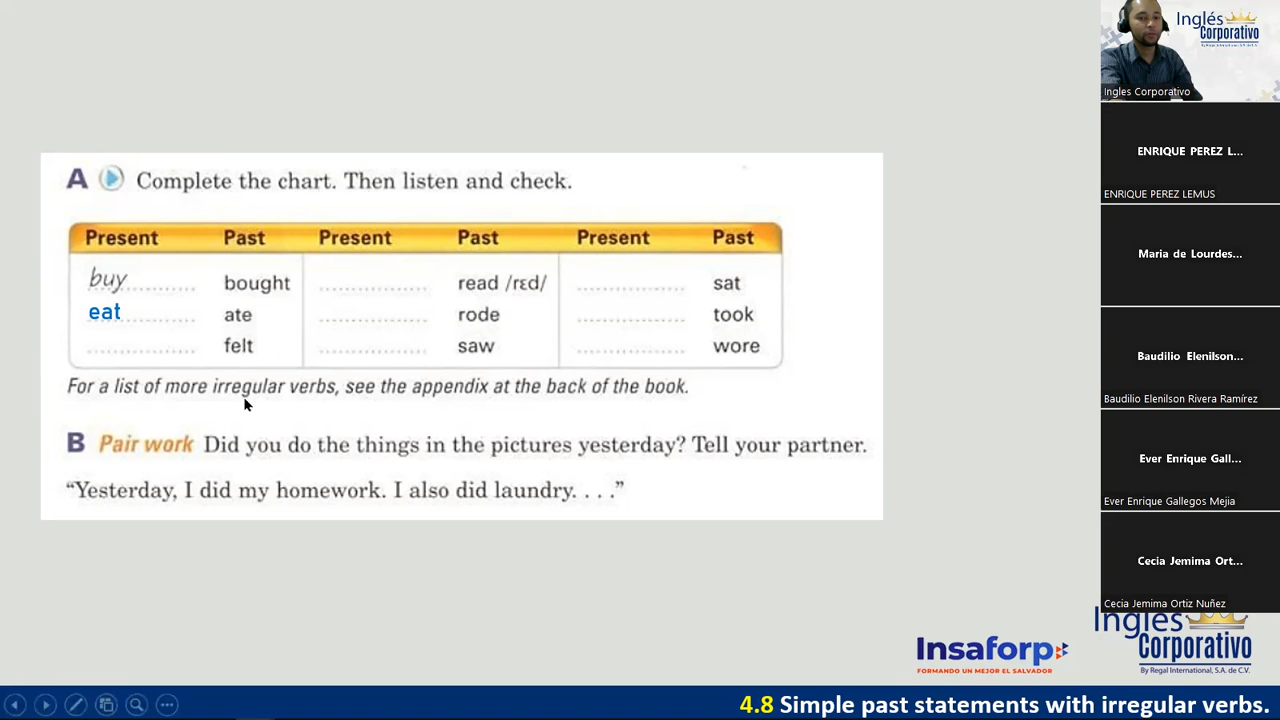 A Complete the chart. Then listen and check.
Present Past Present Past Present Past
buy bought read /rɛd/ sat
eat ate rode took
felt saw wore
For a list of more irregular verbs, see the appendix at the back of the book.
B Pair work Did you do the things in the pictures yesterday? Tell your partner.
“Yesterday, I did my homework. I also did laundry. . . .”
Inglés
Corporativo
By Regal International, S.A. de C.V.
Ingles Corporativo
ENRIQUE PEREZ L...
ENRIQUE PEREZ LEMUS
Maria de Lourdes...
Baudilio Elenilson...
Baudilio Elenilson Rivera Ramírez
Ever Enrique Gall...
Ever Enrique Gallegos Mejia
Cecia Jemima Ort...
Cecia Jemima Ortiz Nuñez
Insaforp
FORMANDO UN MEJOR EL SALVADOR
Inglés
Corporativo
By Regal International, S.A. de C.V.
4.8 Simple past statements with irregular verbs.